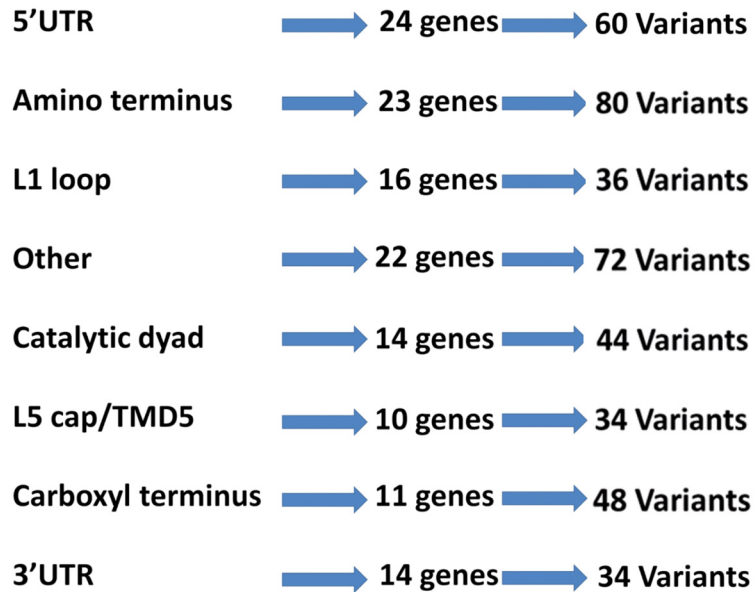 5’UTR 24 genes 60 Variants
Amino terminus 23 genes 80 Variants
L1 loop 16 genes 36 Variants
Other 22 genes 72 Variants
Catalytic dyad 14 genes 44 Variants
L5 cap/TMD5 10 genes 34 Variants
Carboxyl terminus 11 genes 48 Variants
3’UTR 14 genes 34 Variants